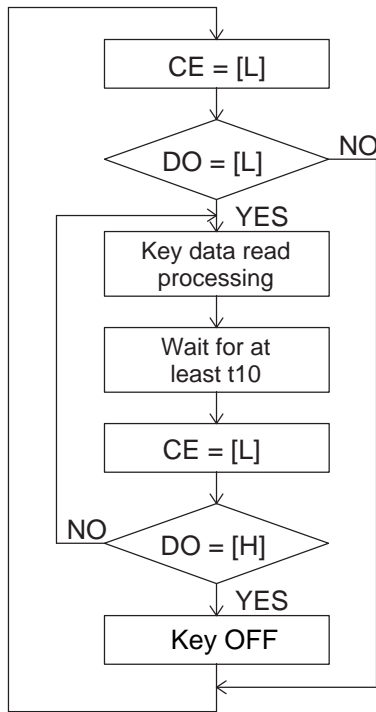 CE = [L]
NO
DO = [L]
YES
Key data read
processing
Wait for at
least t10
CE = [L]
NO
DO = [H]
YES
Key OFF